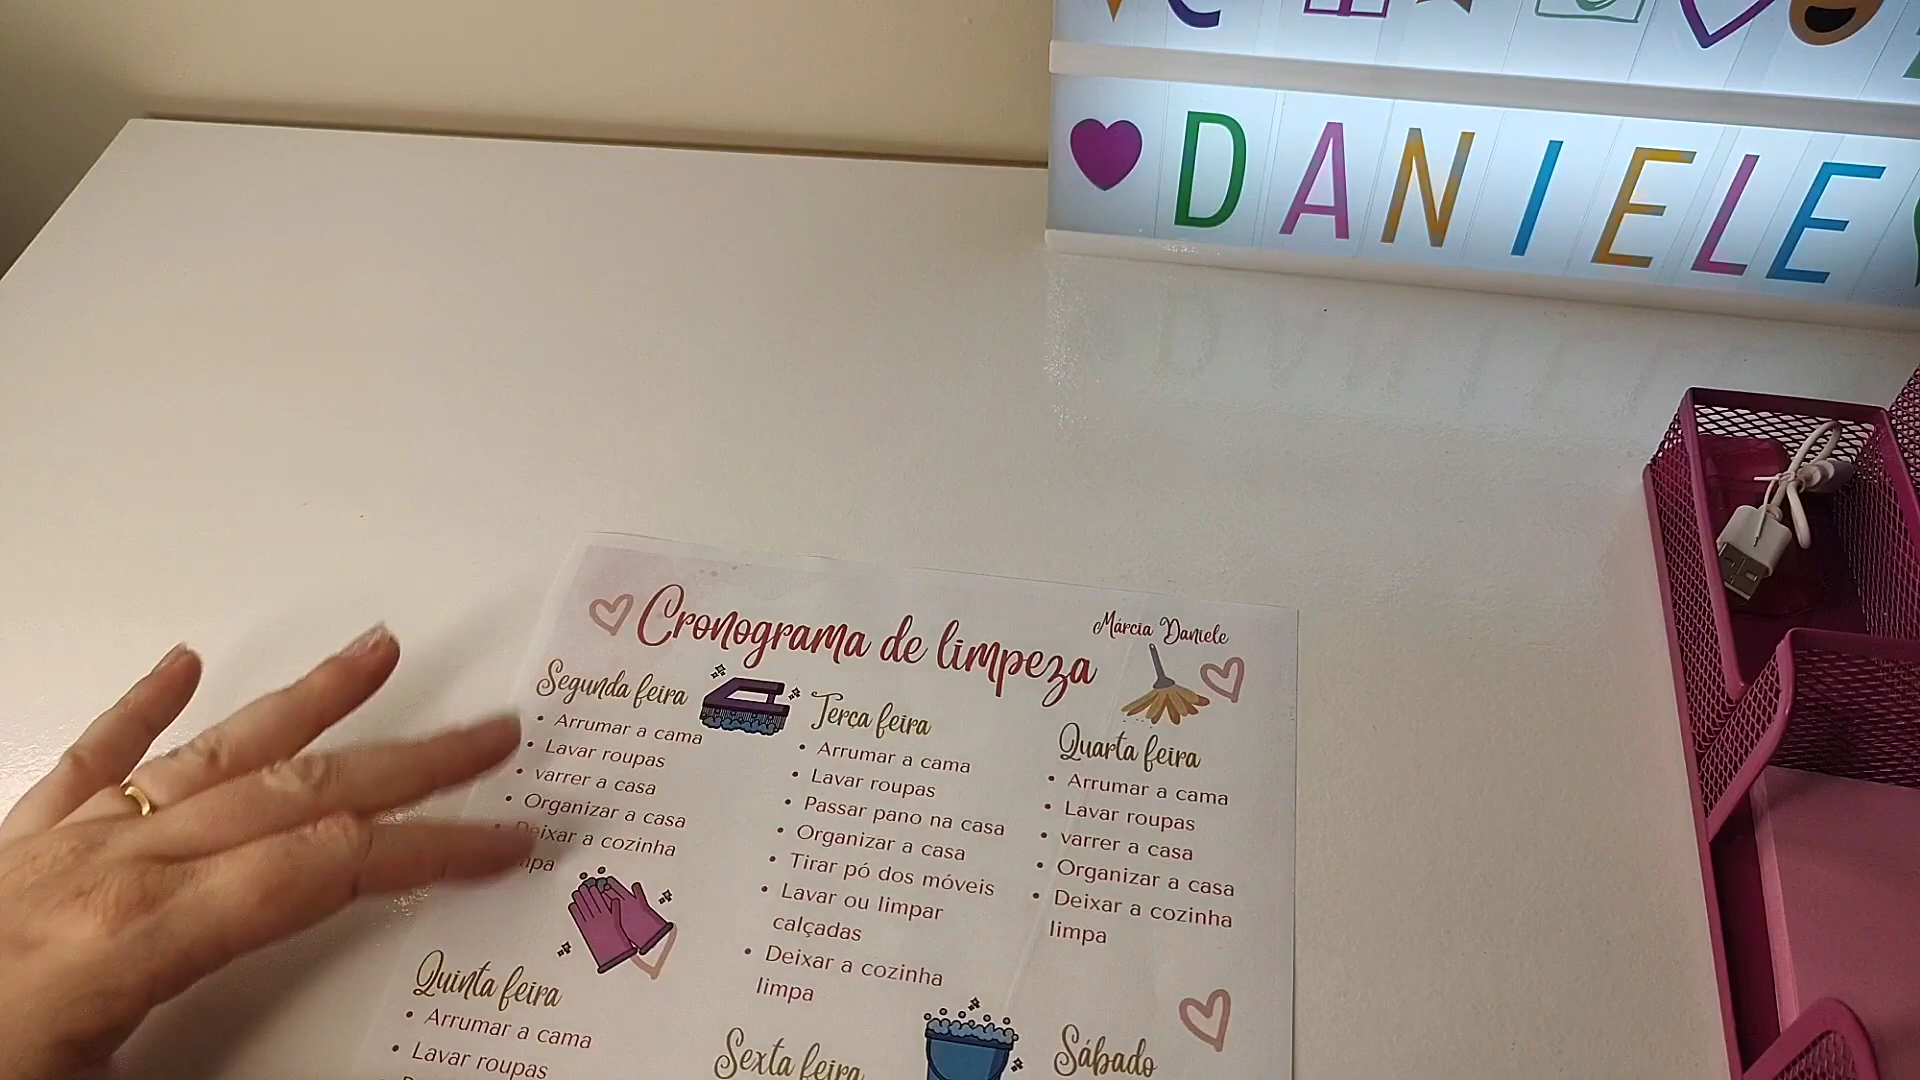 DANIELE
Cronograma de limpeza
Márcia Daniele
Segunda feira
• Arrumar a cama
• Lavar roupas
• varrer a casa
• Organizar a casa
• Deixar a cozinha
limpa
Terça feira
• Arrumar a cama
• Lavar roupas
• Passar pano na casa
• Organizar a casa
• Tirar pó dos móveis
• Lavar ou limpar
calçadas
• Deixar a cozinha
limpa
Quarta feira
• Arrumar a cama
• Lavar roupas
• varrer a casa
• Organizar a casa
• Deixar a cozinha
limpa
Quinta feira
• Arrumar a cama
• Lavar roupas
Sexta feira
Sábado